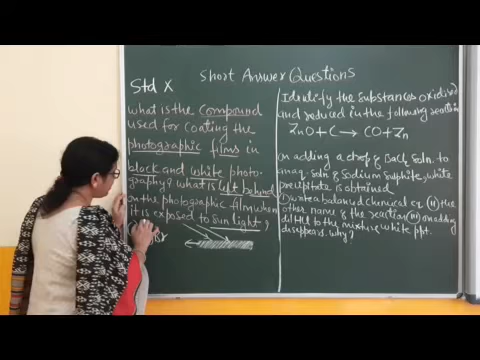 Short Answer Questions
Std X
What is the Compound
used for coating the
photographic films in
black and white photo-
graphy? what is left behind
on the photographic film when
it is exposed to Sun light?
Identify the substances oxidised
and reduced in the following reaction
ZnO + C → CO + Zn
On adding a drop of BaCl2 Soln. to
an aq. soln of Sodium Sulphite, white
precipitate is obtained
(i) write a balanced chemical eq (ii) the
other name of the reaction (iii) on adding
dil HCl to the mixture white ppt.
disappears. why?